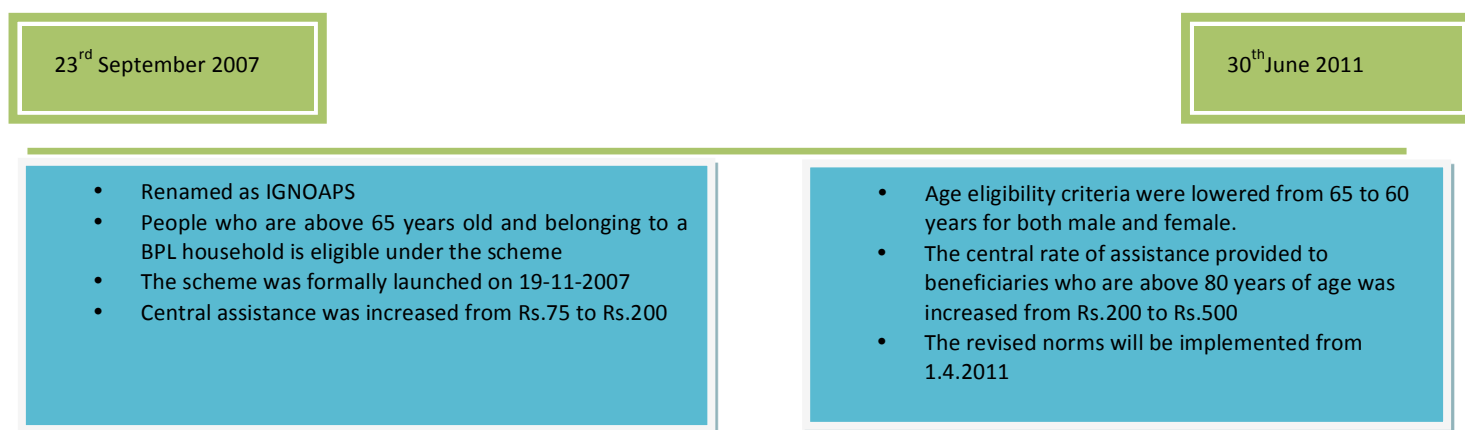 23rd September 2007
30thJune 2011
• Renamed as IGNOAPS
• People who are above 65 years old and belonging to a
BPL household is eligible under the scheme
• The scheme was formally launched on 19-11-2007
• Central assistance was increased from Rs.75 to Rs.200
• Age eligibility criteria were lowered from 65 to 60
years for both male and female.
• The central rate of assistance provided to
beneficiaries who are above 80 years of age was
increased from Rs.200 to Rs.500
• The revised norms will be implemented from
1.4.2011